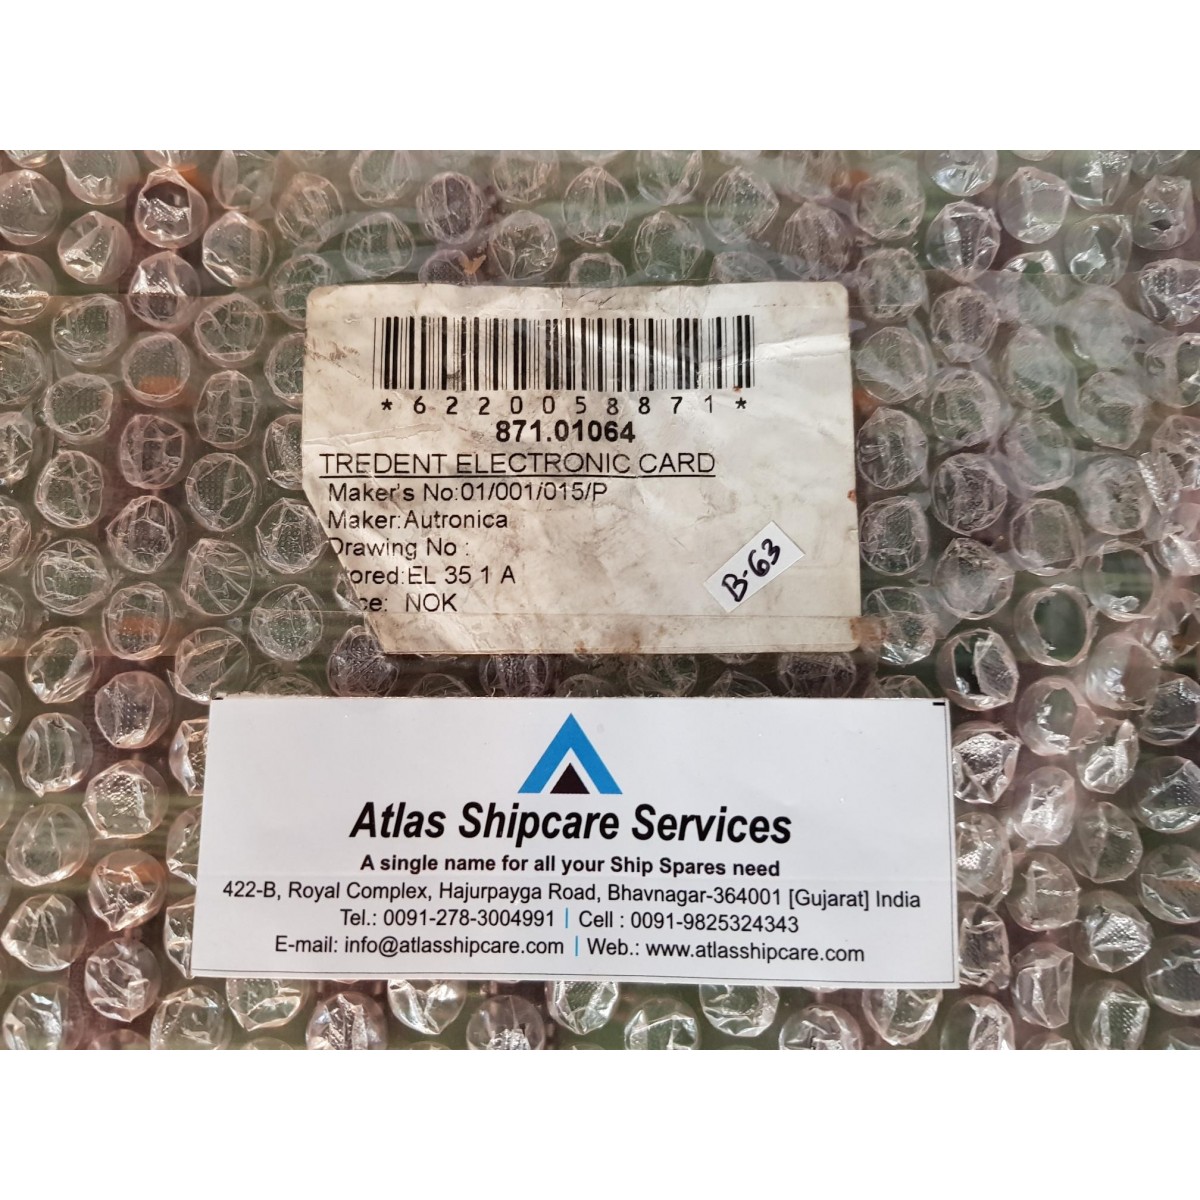 *6220058871*
871.01064
TREDENT ELECTRONIC CARD
Maker's No:01/001/015/P
Maker:Autronica
Drawing No :
ored:EL 35 1 A
ce: NOK
B-63
Atlas Shipcare Services
A single name for all your Ship Spares need
422-B, Royal Complex, Hajurpayga Road, Bhavnagar-364001 [Gujarat] India
Tel.: 0091-278-3004991 | Cell : 0091-9825324343
E-mail: info@atlasshipcare.com | Web.: www.atlasshipcare.com